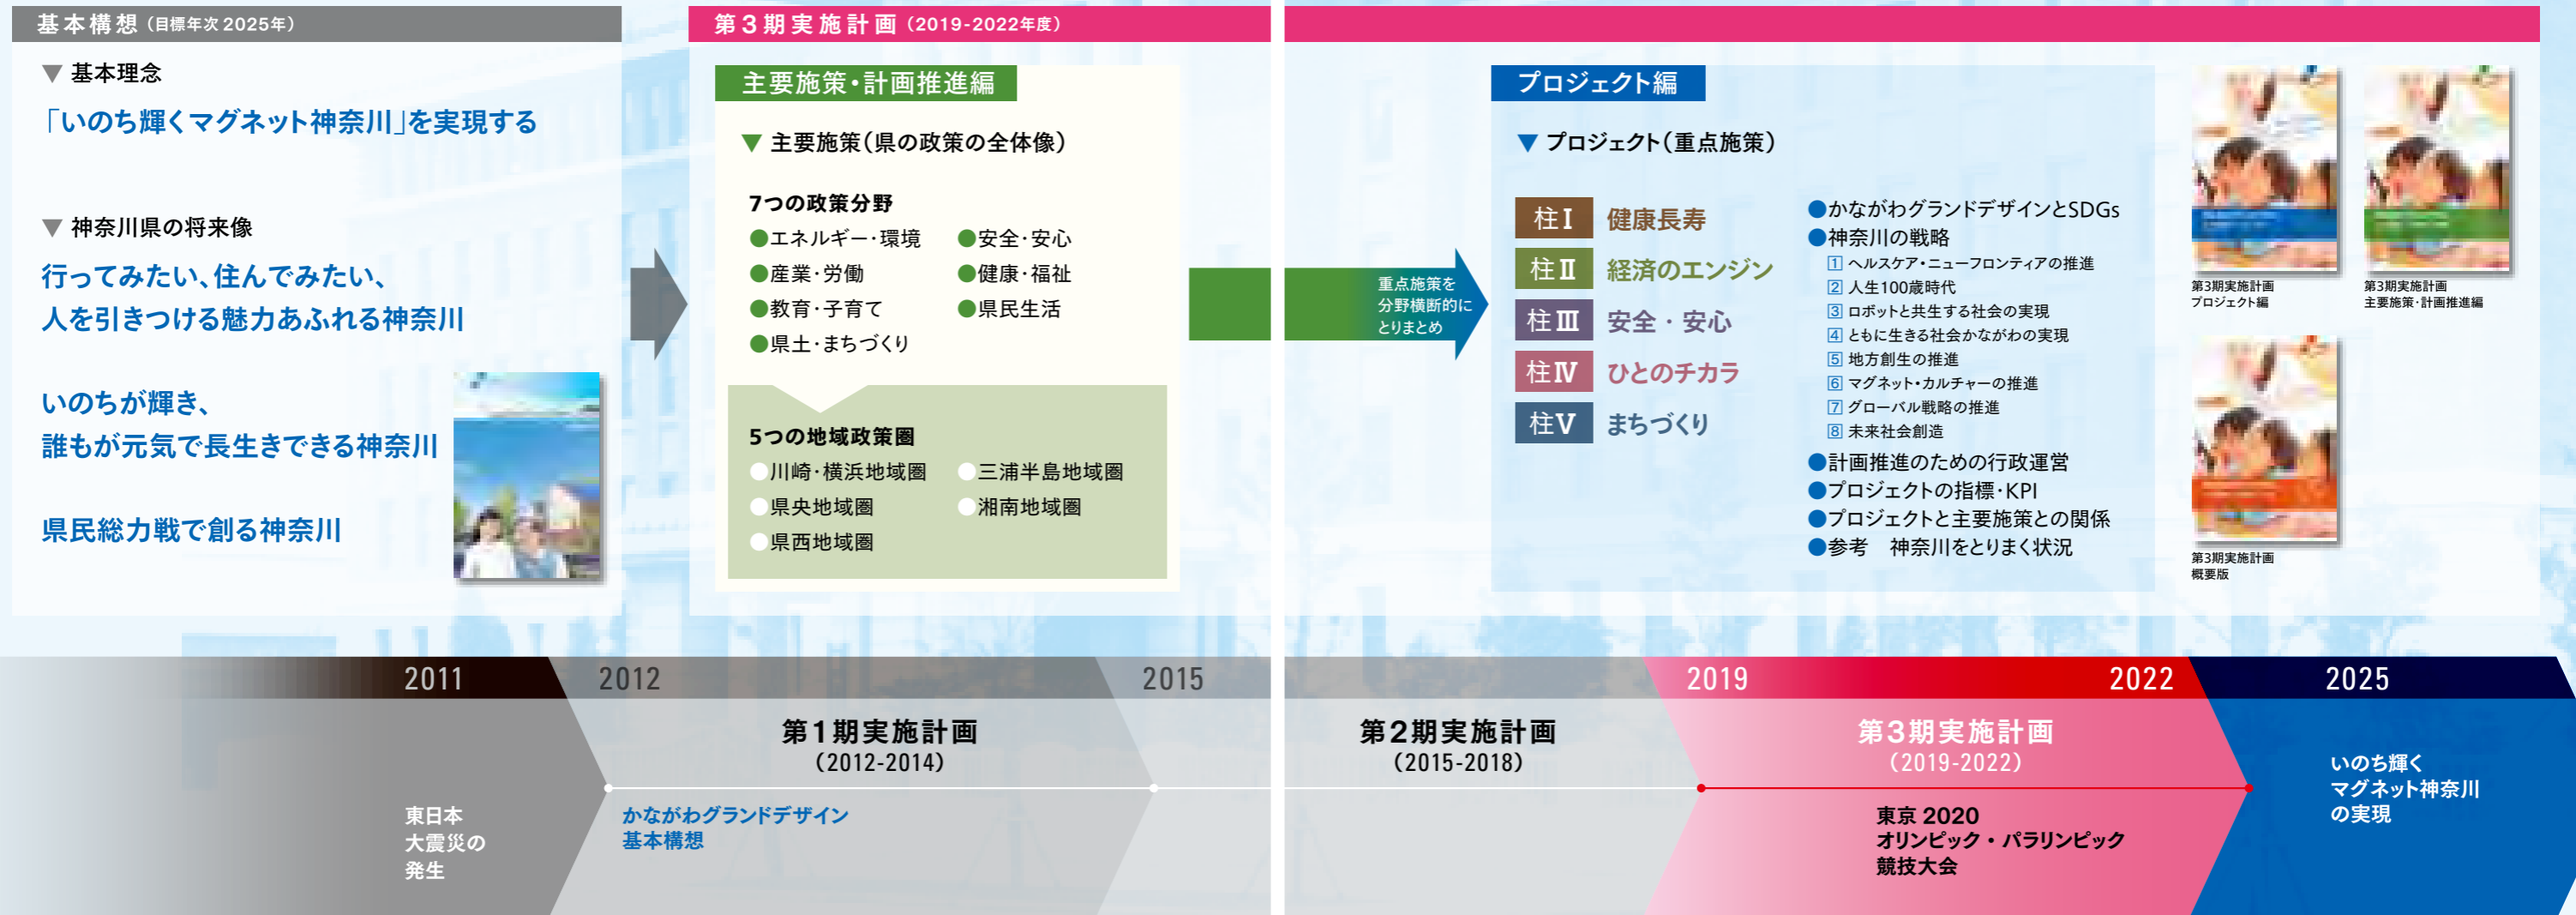 基本構想（目標年次 2025年）
▼ 基本理念
「いのち輝くマグネット神奈川」を実現する
▼ 神奈川県の将来像
行ってみたい、住んでみたい、
人を引きつける魅力あふれる神奈川
いのちが輝き、
誰もが元気で長生きできる神奈川
県民総力戦で創る神奈川
第3期実施計画（2019-2022年度）
主要施策・計画推進編
▼ 主要施策（県の政策の全体像）
7つの政策分野
●エネルギー・環境 ●安全・安心
●産業・労働 ●健康・福祉
●教育・子育て ●県民生活
●県土・まちづくり
5つの地域政策圏
●川崎・横浜地域圏 ●三浦半島地域圏
●県央地域圏 ●湘南地域圏
●県西地域圏
重点施策を
分野横断的に
とりまとめ
プロジェクト編
▼ プロジェクト（重点施策）
柱Ⅰ 健康長寿
柱Ⅱ 経済のエンジン
柱Ⅲ 安全・安心
柱Ⅳ ひとのチカラ
柱Ⅴ まちづくり
●かながわグランドデザインとSDGs
●神奈川の戦略
1 ヘルスケア・ニューフロンティアの推進
2 人生100歳時代
3 ロボットと共生する社会の実現
4 ともに生きる社会かながわの実現
5 地方創生の推進
6 マグネット・カルチャーの推進
7 グローバル戦略の推進
8 未来社会創造
●計画推進のための行政運営
●プロジェクトの指標・KPI
●プロジェクトと主要施策との関係
●参考　神奈川をとりまく状況
第3期実施計画
プロジェクト編
第3期実施計画
主要施策・計画推進編
第3期実施計画
概要版
2011 2012 2015 2019 2022 2025
第1期実施計画
（2012-2014）
第2期実施計画
（2015-2018）
第3期実施計画
（2019-2022）
東日本
大震災の
発生
かながわグランドデザイン
基本構想
東京 2020
オリンピック・パラリンピック
競技大会
いのち輝く
マグネット神奈川
の実現